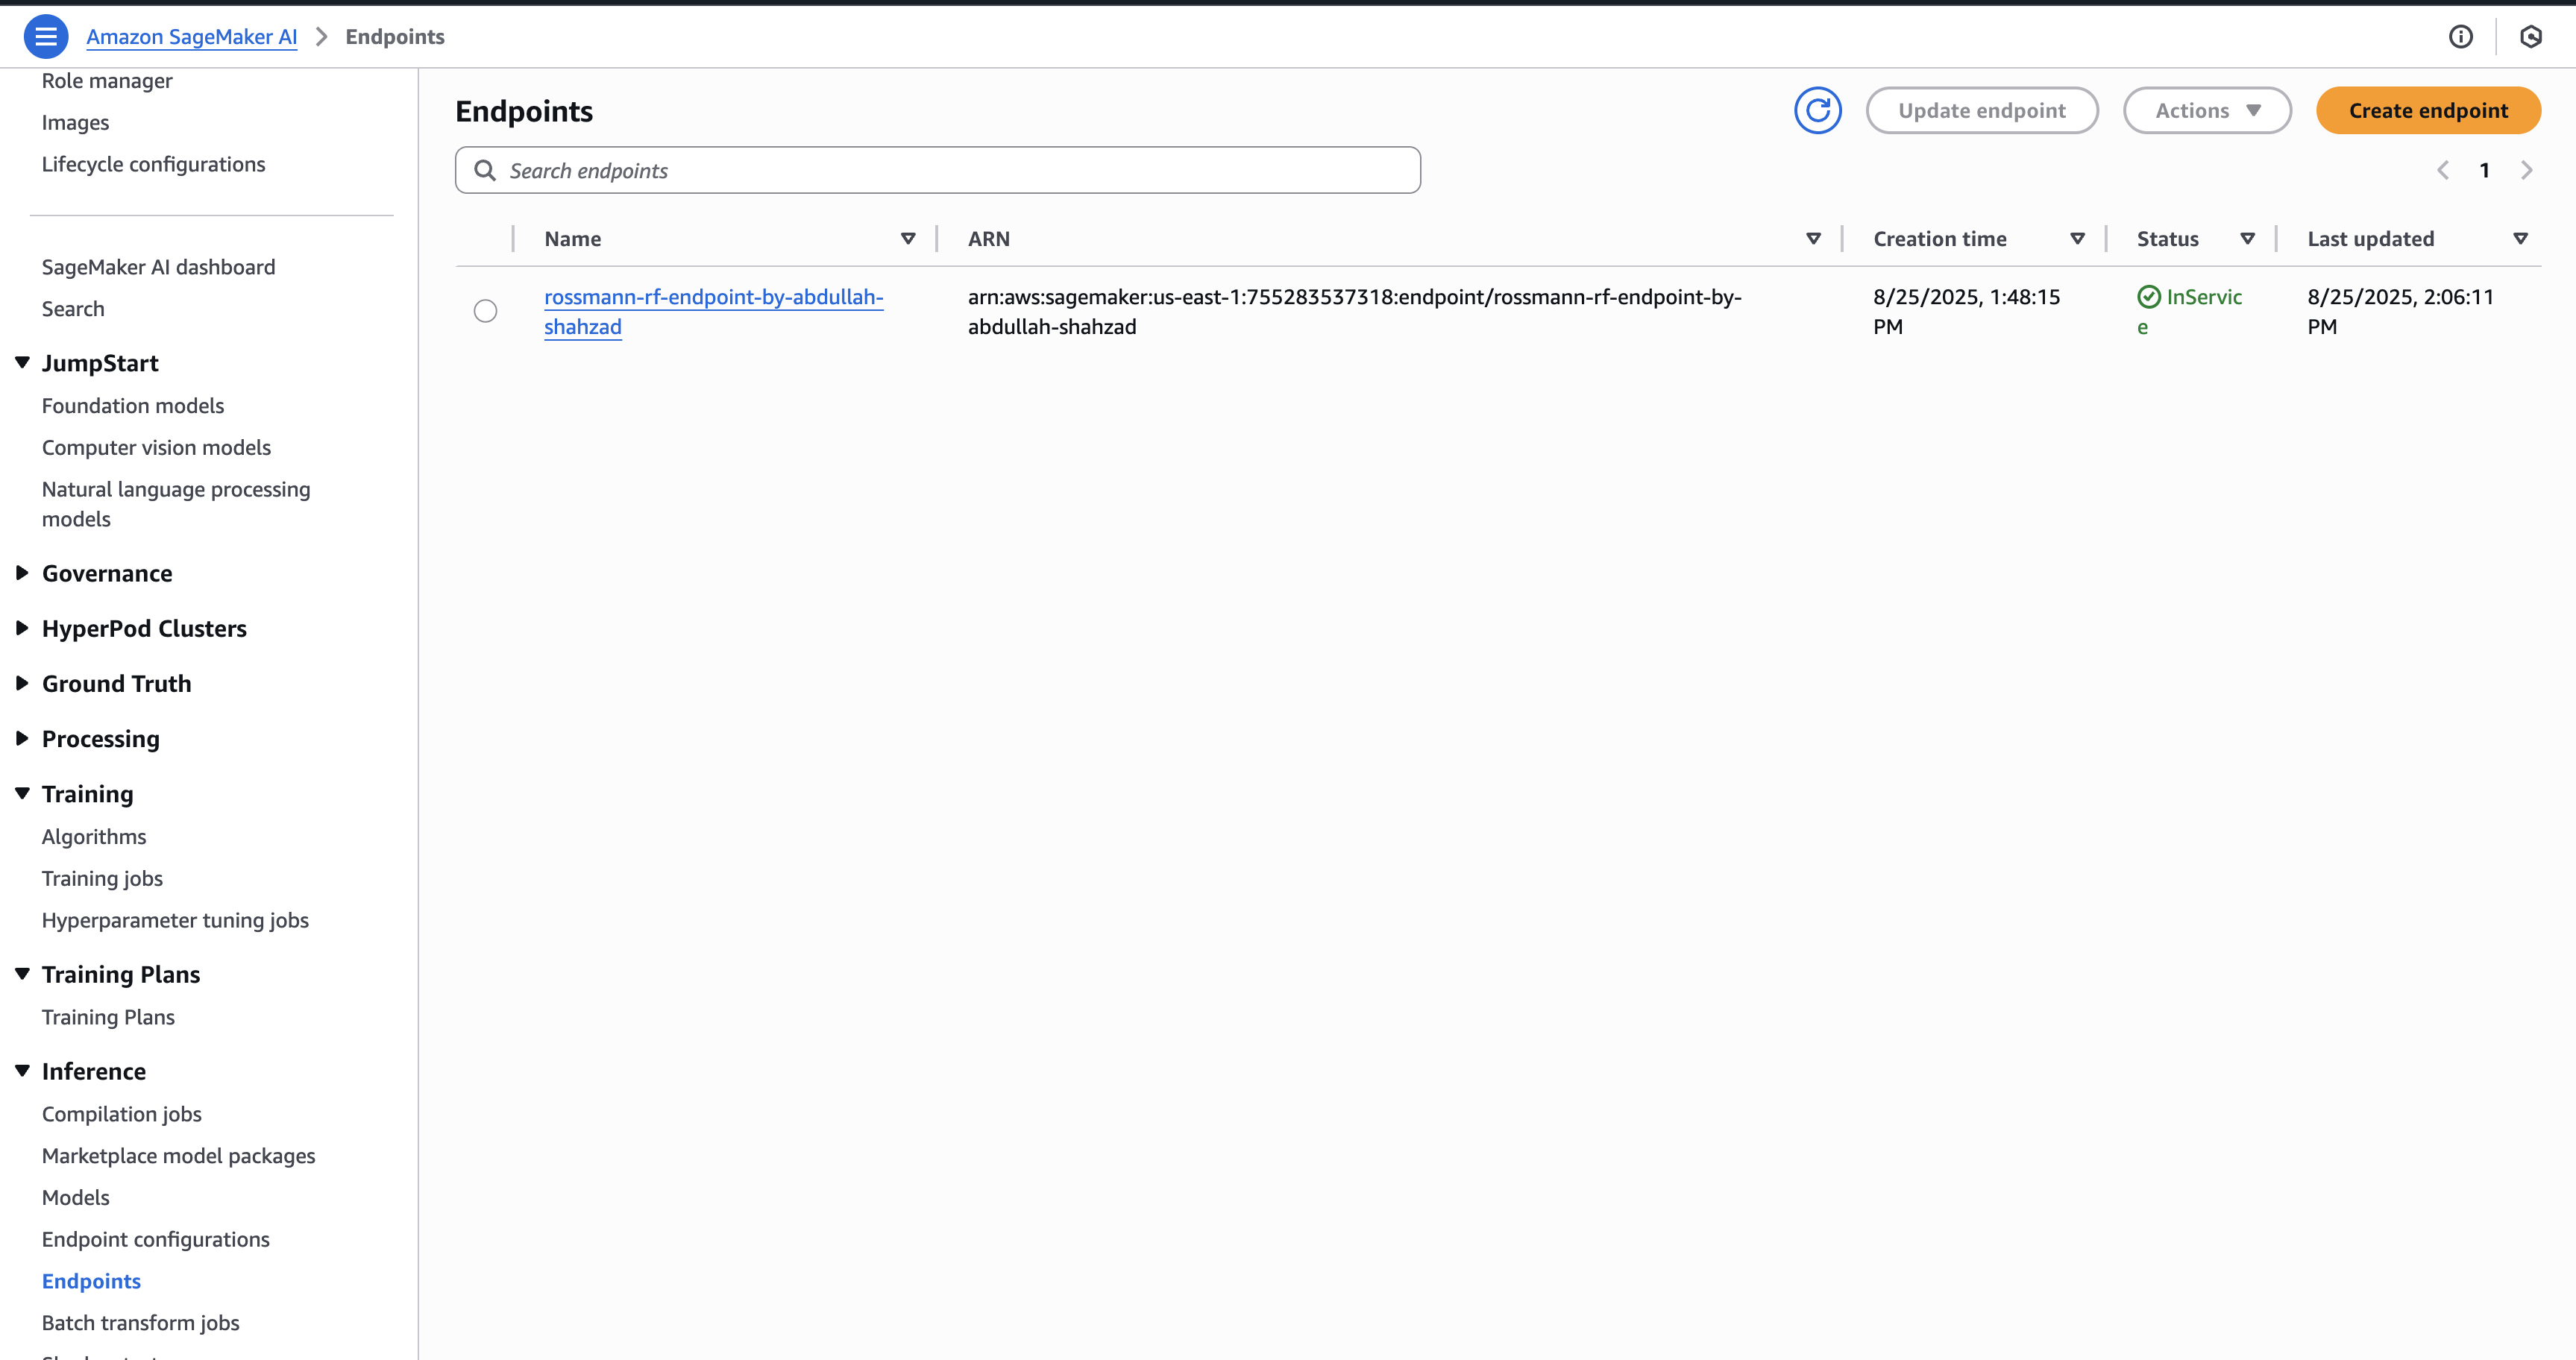 Amazon SageMaker AI > Endpoints
Role manager
Images
Lifecycle configurations
SageMaker AI dashboard
Search
JumpStart
Foundation models
Computer vision models
Natural language processing
models
Governance
HyperPod Clusters
Ground Truth
Processing
Training
Algorithms
Training jobs
Hyperparameter tuning jobs
Training Plans
Training Plans
Inference
Compilation jobs
Marketplace model packages
Models
Endpoint configurations
Endpoints
Batch transform jobs
Endpoints
Update endpoint
Actions
Create endpoint
Search endpoints
1
Name ARN Creation time Status Last updated
rossmann-rf-endpoint-by-abdullah- arn:aws:sagemaker:us-east-1:755283537318:endpoint/rossmann-rf-endpoint-by- 8/25/2025, 1:48:15 InServic 8/25/2025, 2:06:11
shahzad abdullah-shahzad PM e PM